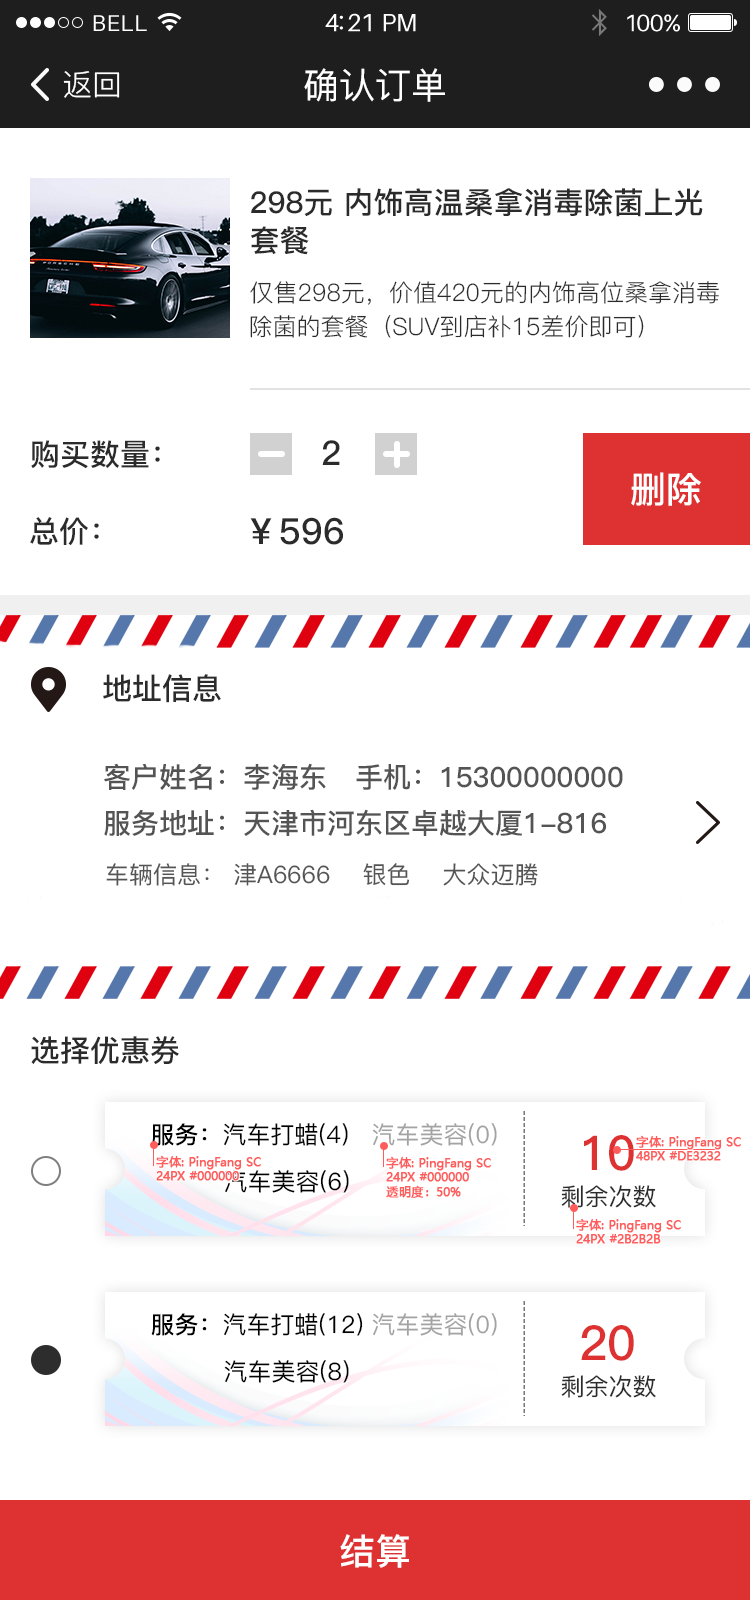 BELL 4:21 PM 100%
返回 确认订单
298元 内饰高温桑拿消毒除菌上光
套餐
仅售298元，价值420元的内饰高位桑拿消毒
除菌的套餐（SUV到店补15差价即可）
PORSCHE
购买数量： 2
删除
总价： ¥596
地址信息
客户姓名：李海东 手机：15300000000
服务地址：天津市河东区卓越大厦1-816
车辆信息： 津A6666 银色 大众迈腾
选择优惠券
服务：汽车打蜡(4) 汽车美容(0)
10
字体: PingFang SC
48PX #DE3232
字体: PingFang SC
24PX #000000
字体: PingFang SC
24PX #000000
透明度：50%
汽车美容(6)
剩余次数
字体: PingFang SC
24PX #2B2B2B
服务：汽车打蜡(12) 汽车美容(0)
20
汽车美容(8)
剩余次数
结算